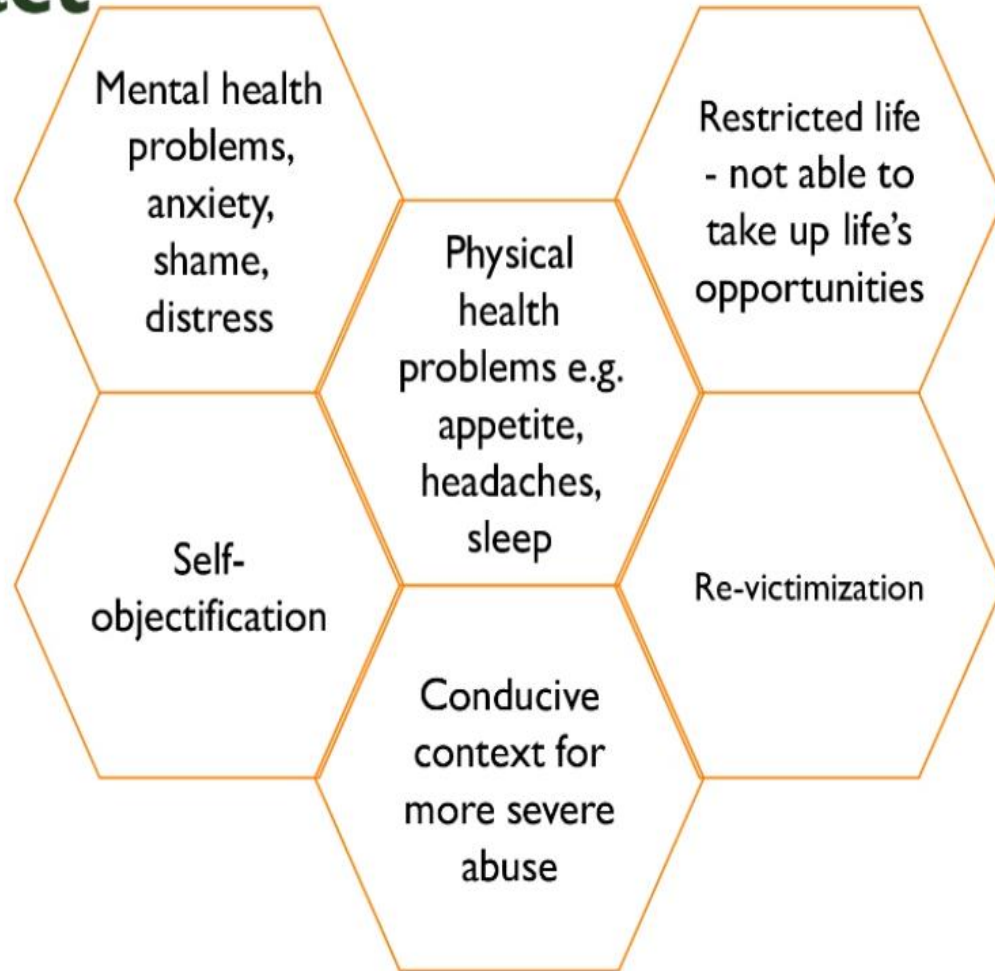 Mental health
problems,
anxiety,
shame,
distress
Restricted life
- not able to
take up life's
opportunities
Physical
health
problems e.g.
appetite,
headaches,
sleep
Self-
objectification
Re-victimization
Conducive
context for
more severe
abuse